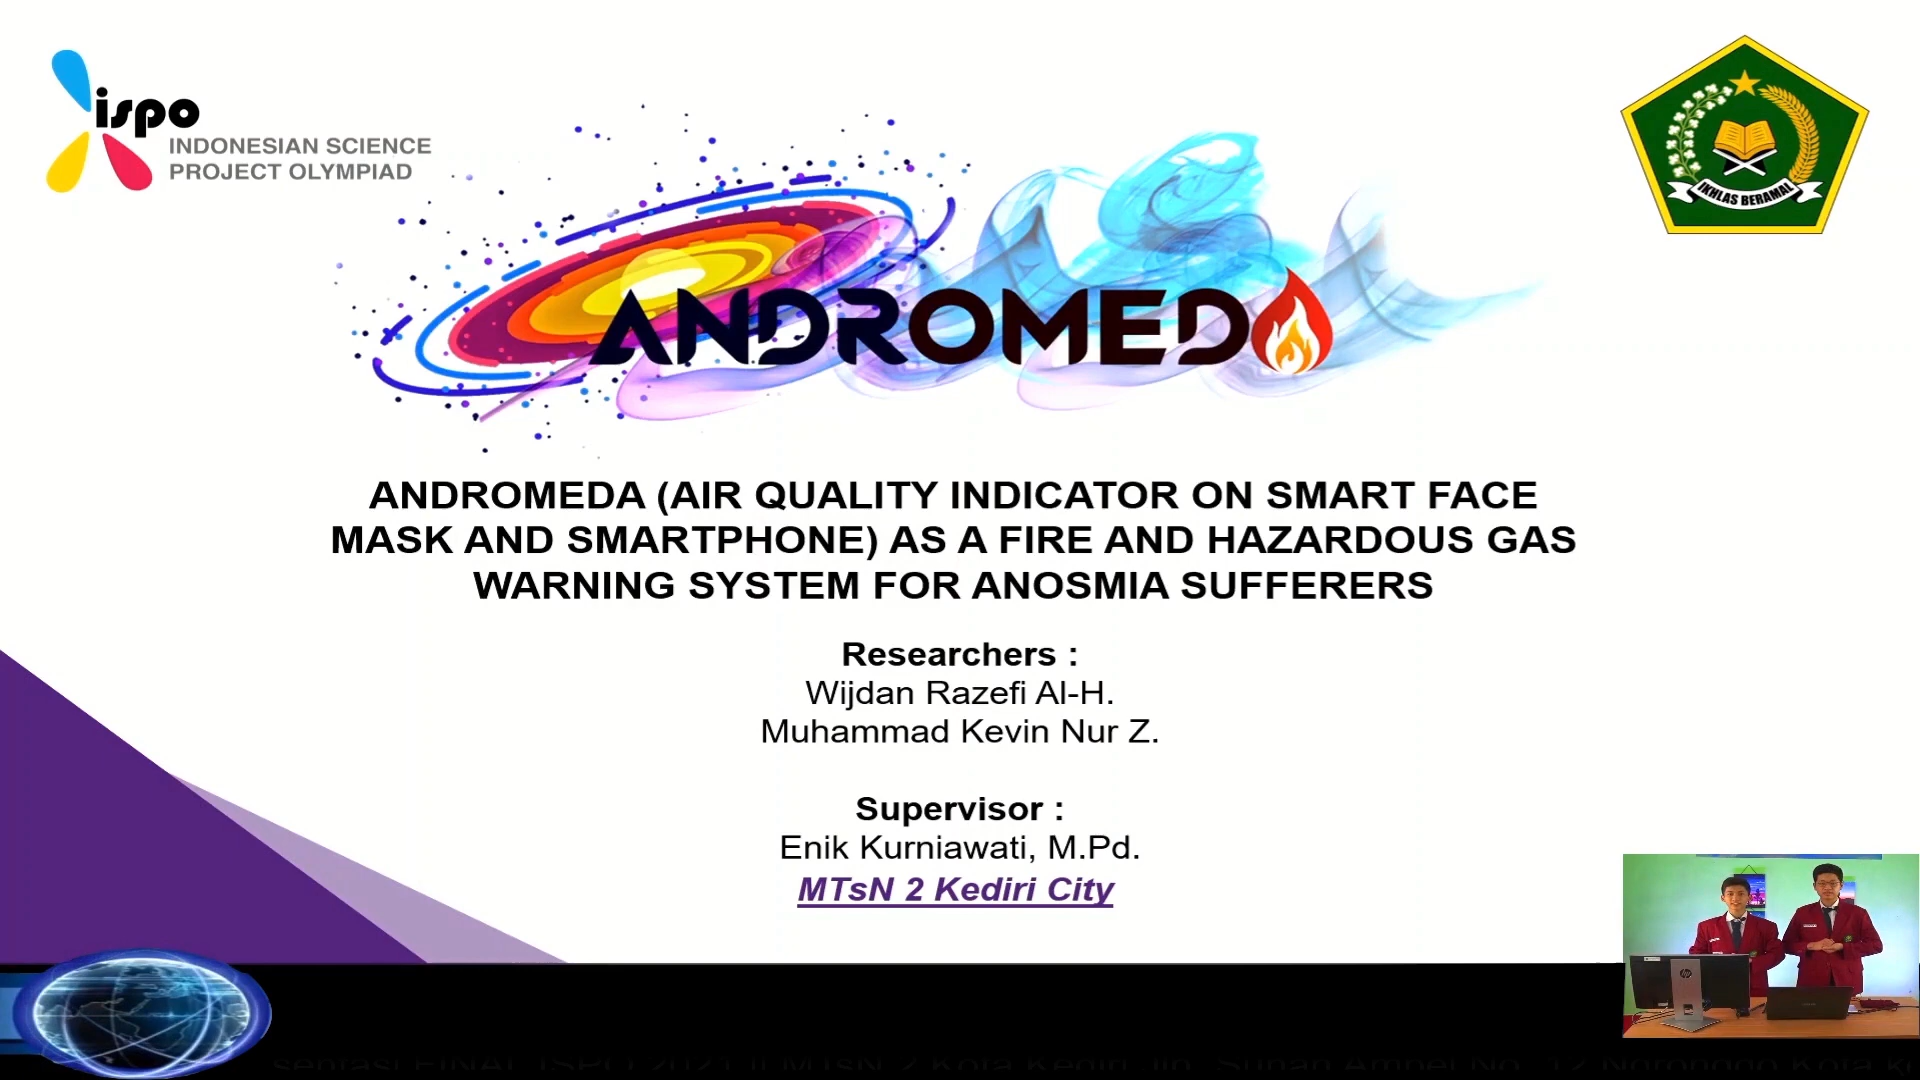 ispo
INDONESIAN SCIENCE
PROJECT OLYMPIAD
IKHLAS BERAMAL
ANDROMEDA
ANDROMEDA (AIR QUALITY INDICATOR ON SMART FACE
MASK AND SMARTPHONE) AS A FIRE AND HAZARDOUS GAS
WARNING SYSTEM FOR ANOSMIA SUFFERERS
Researchers :
Wijdan Razefi Al-H.
Muhammad Kevin Nur Z.
Supervisor :
Enik Kurniawati, M.Pd.
MTsN 2 Kediri City
hp